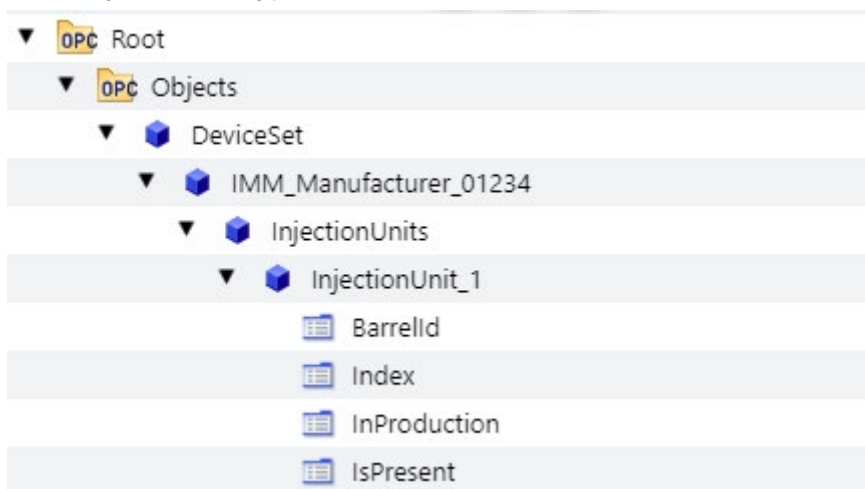 OPC Root
OPC Objects
DeviceSet
IMM_Manufacturer_01234
InjectionUnits
InjectionUnit_1
BarrelId
Index
InProduction
IsPresent